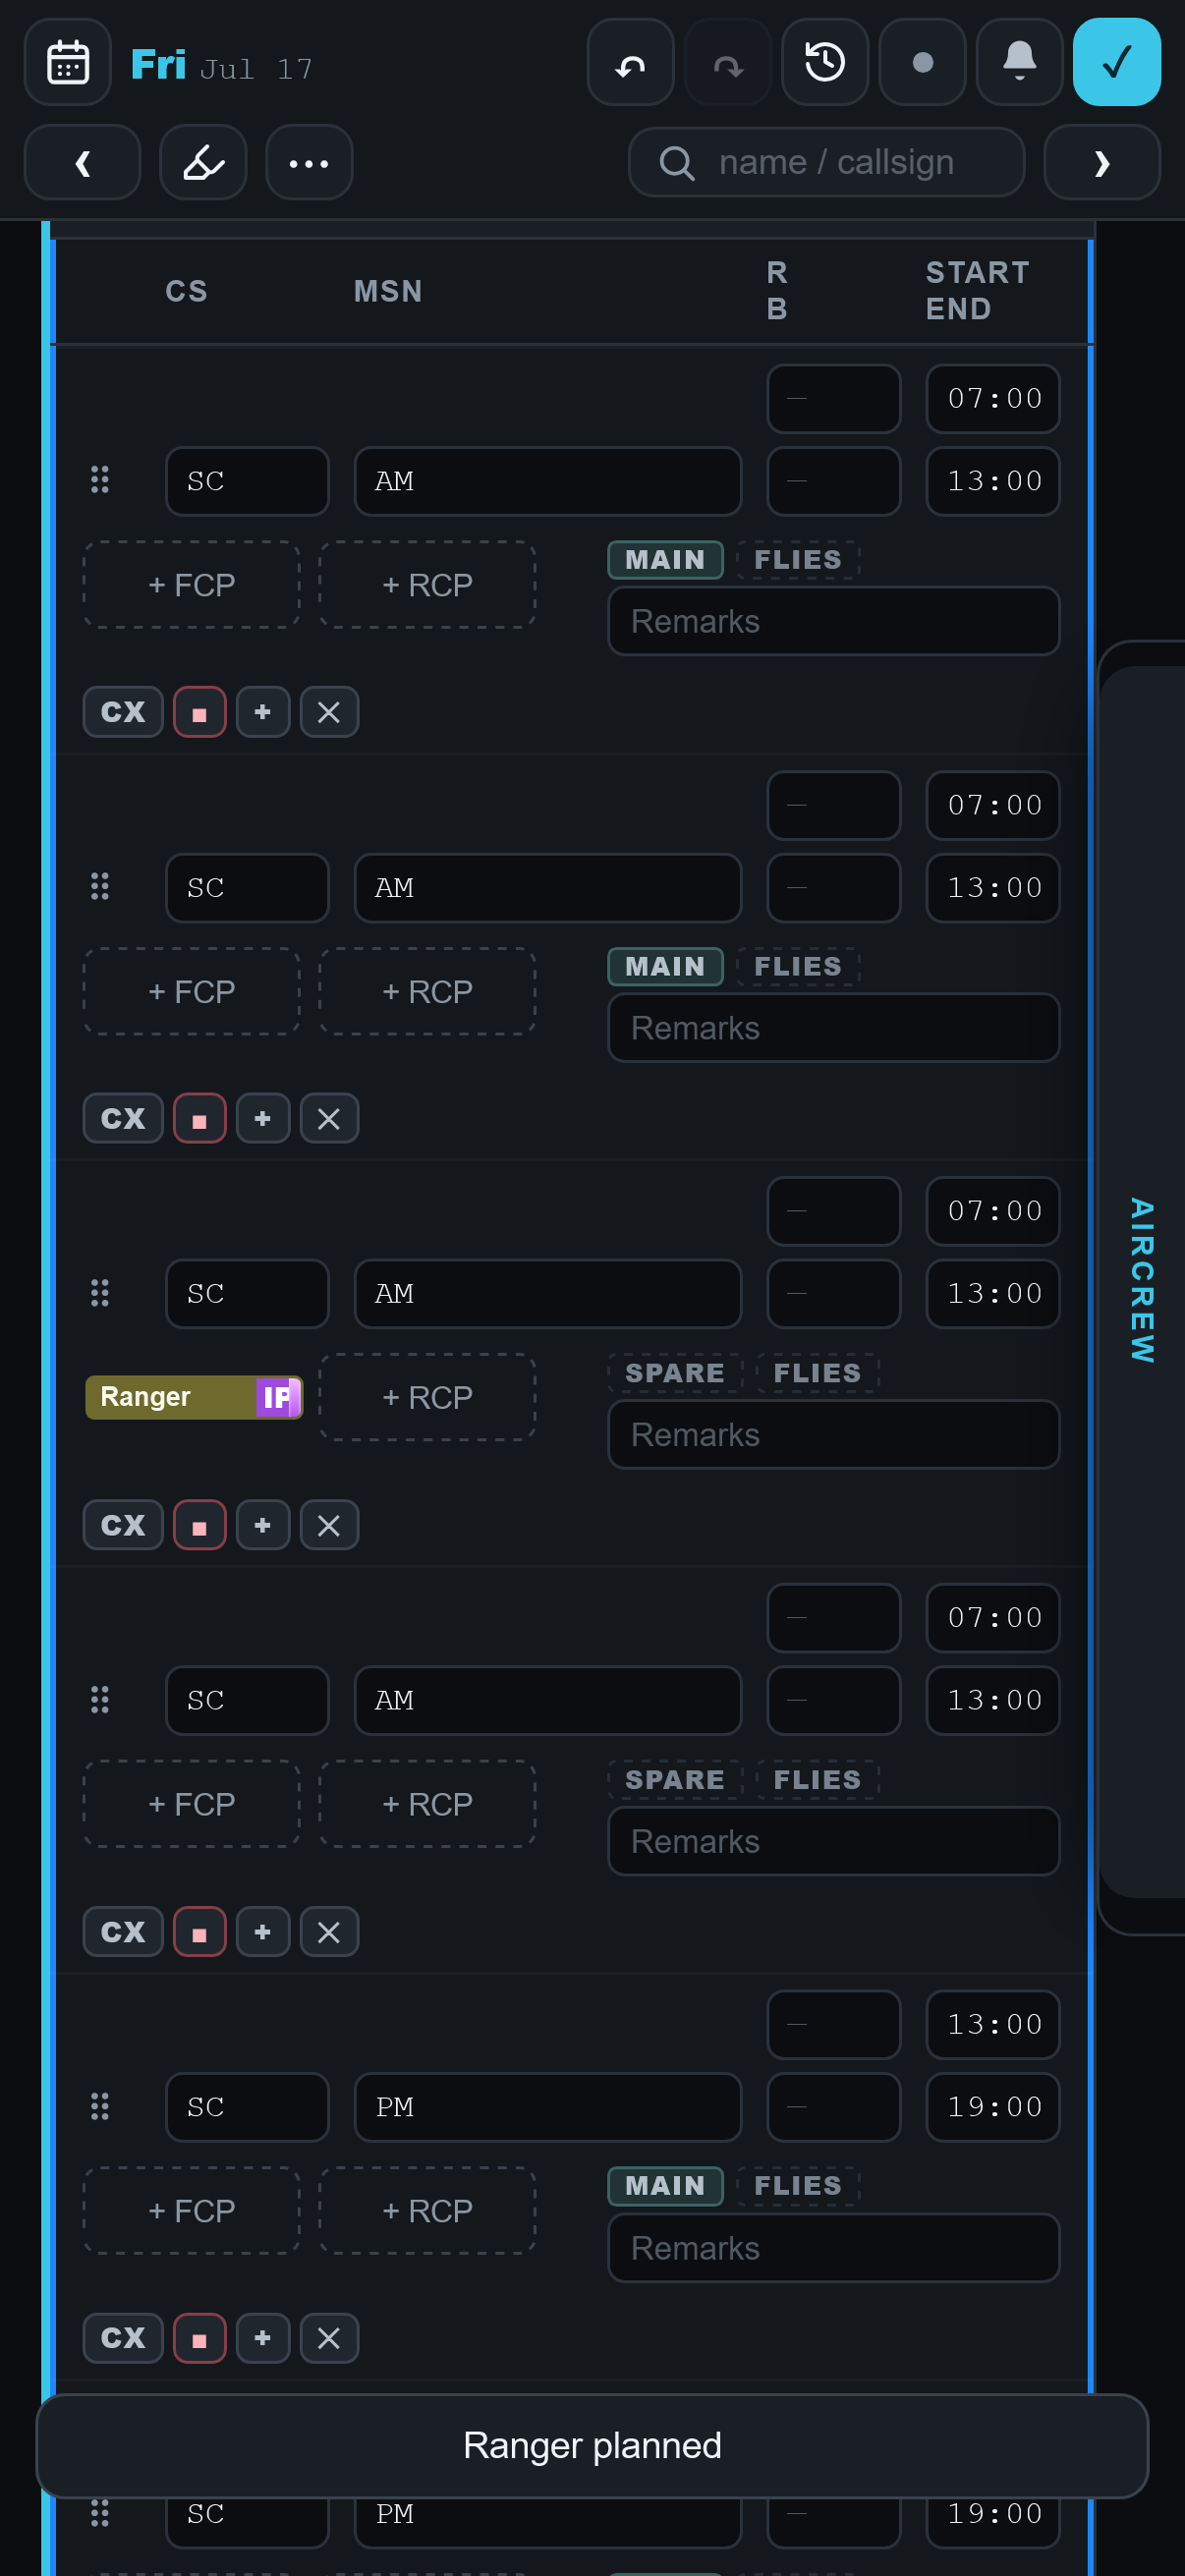 Fri Jul 17
name / callsign
CS MSN R B START END
— 07:00
SC AM — 13:00
+ FCP + RCP MAIN FLIES
Remarks
CX +
— 07:00
SC AM — 13:00
+ FCP + RCP MAIN FLIES
Remarks
CX +
— 07:00
SC AM — 13:00
Ranger IP + RCP SPARE FLIES
Remarks
CX +
— 07:00
SC AM — 13:00
+ FCP + RCP SPARE FLIES
Remarks
CX +
— 13:00
SC PM — 19:00
+ FCP + RCP MAIN FLIES
Remarks
CX +
AIRCREW
Ranger planned
SC PM — 19:00